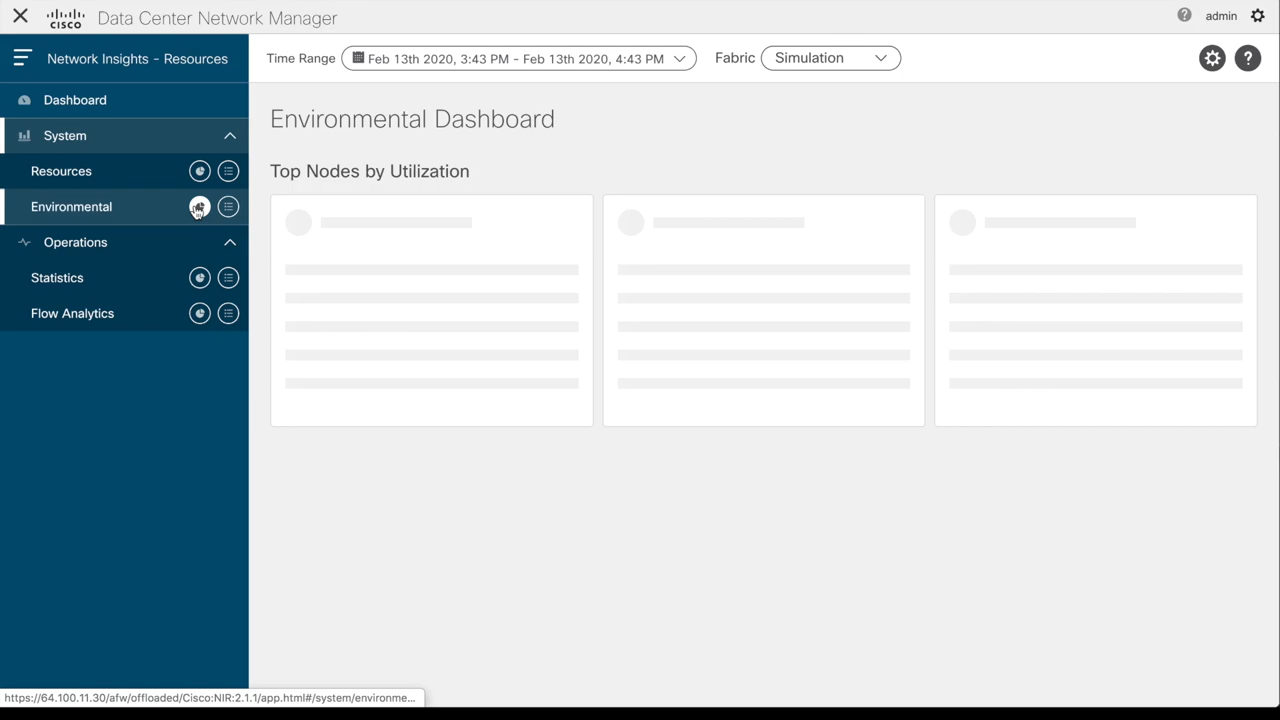 CISCO
Data Center Network Manager
admin
Network Insights - Resources
Time Range
Feb 13th 2020, 3:43 PM - Feb 13th 2020, 4:43 PM
Fabric
Simulation
Dashboard
System
Resources
Environmental
Operations
Statistics
Flow Analytics
Environmental Dashboard
Top Nodes by Utilization
https://64.100.11.30/afw/offloaded/Cisco:NIR:2.1.1/app.html#/system/environme...